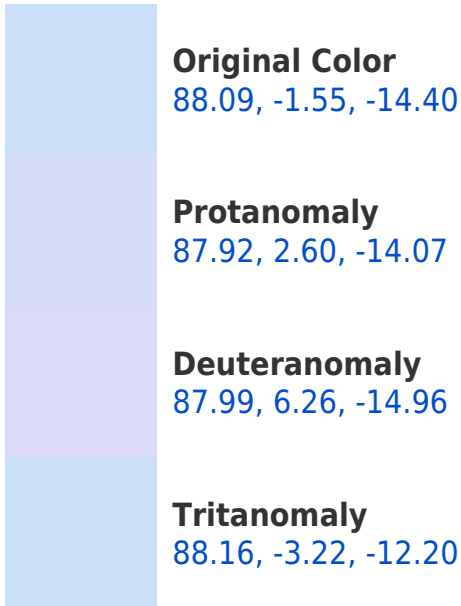 Original Color
88.09, -1.55, -14.40
Protanomaly
87.92, 2.60, -14.07
Deuteranomaly
87.99, 6.26, -14.96
Tritanomaly
88.16, -3.22, -12.20